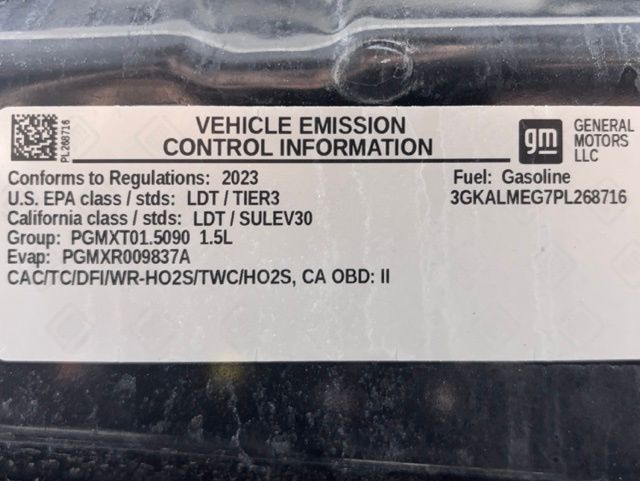 PL268716
VEHICLE EMISSION
CONTROL INFORMATION
gm
GENERAL
MOTORS
LLC
Conforms to Regulations: 2023
Fuel: Gasoline
U.S. EPA class / stds: LDT / TIER3
3GKALMEG7PL268716
California class / stds: LDT / SULEV30
Group: PGMXT01.5090 1.5L
Evap: PGMXR009837A
CAC/TC/DFI/WR-HO2S/TWC/HO2S, CA OBD: II